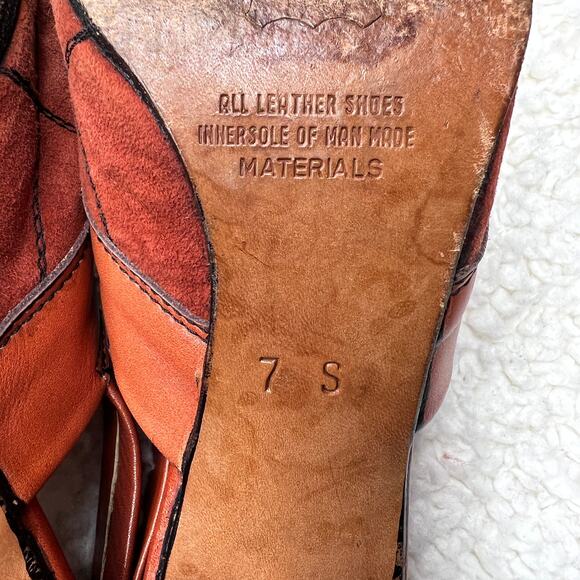 ALL LEATHER SHOES
INNERSOLE OF MAN MADE
MATERIALS
7 S